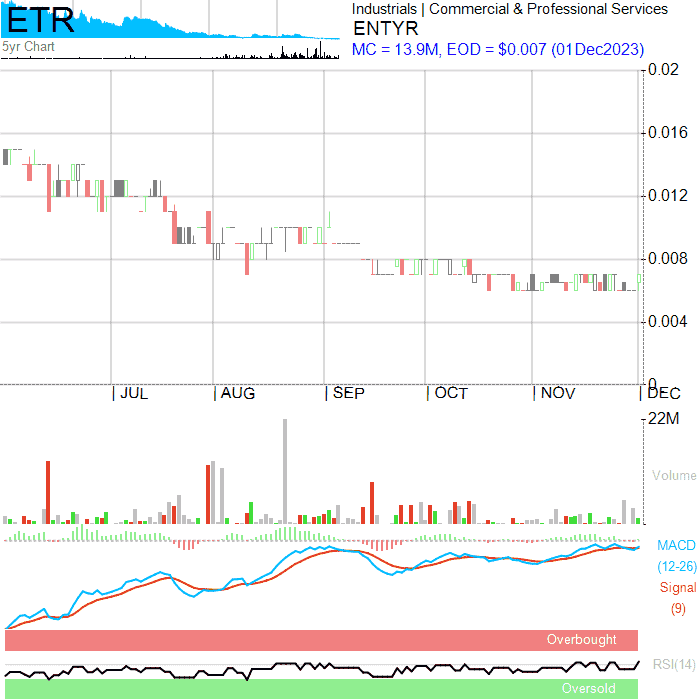 ETR
5yr Chart
Industrials | Commercial & Professional Services
ENTYR
MC = 13.9M, EOD = $0.007 (01Dec2023)
0.02
0.016
0.012
0.008
0.004
0
JUL AUG SEP OCT NOV DEC
22M
Volume
MACD
(12-26)
Signal
(9)
Overbought
RSI(14)
Oversold